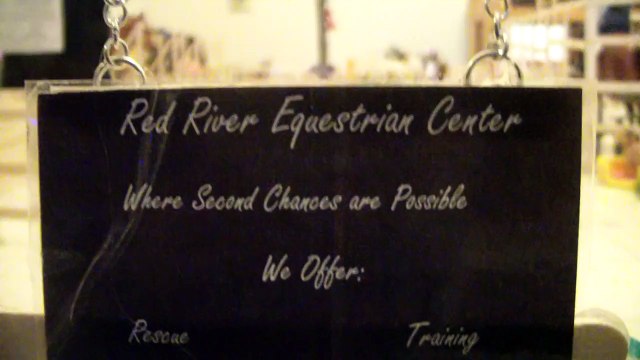 Red River Equestrian Center
Where Second Chances are Possible
We Offer:
Rescue Training